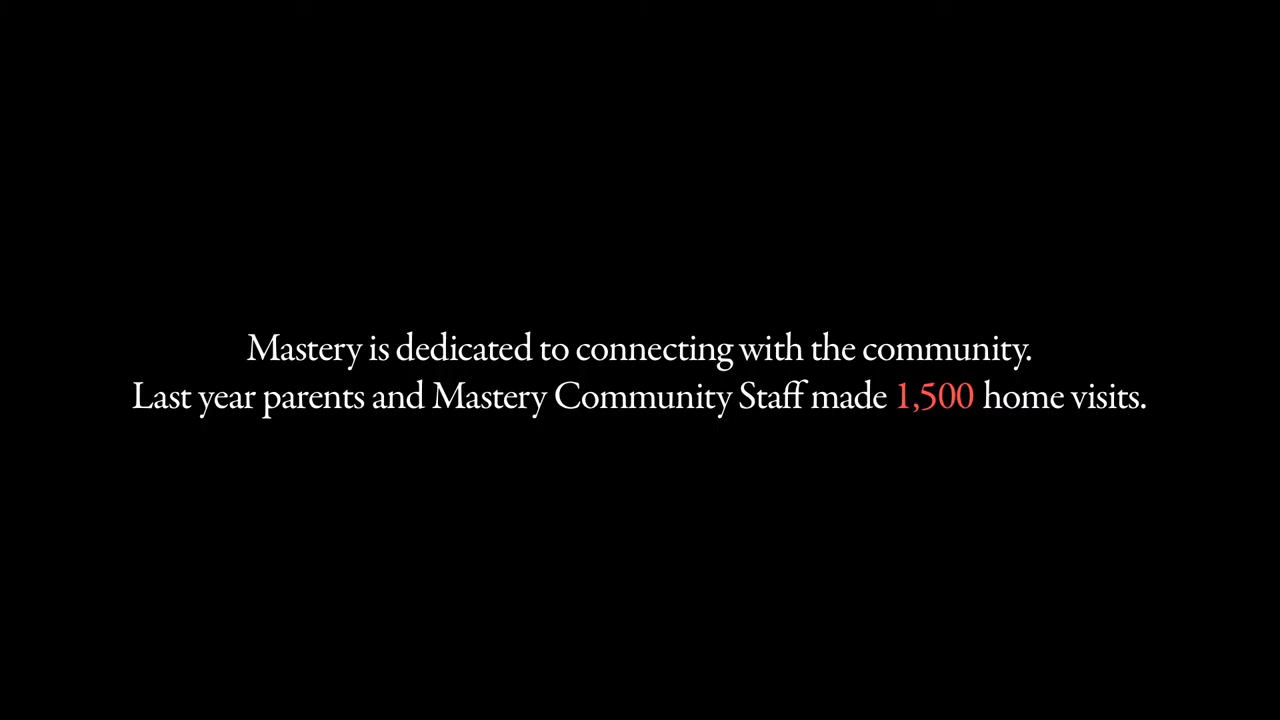 Mastery is dedicated to connecting with the community.
Last year parents and Mastery Community Staff made 1,500 home visits.